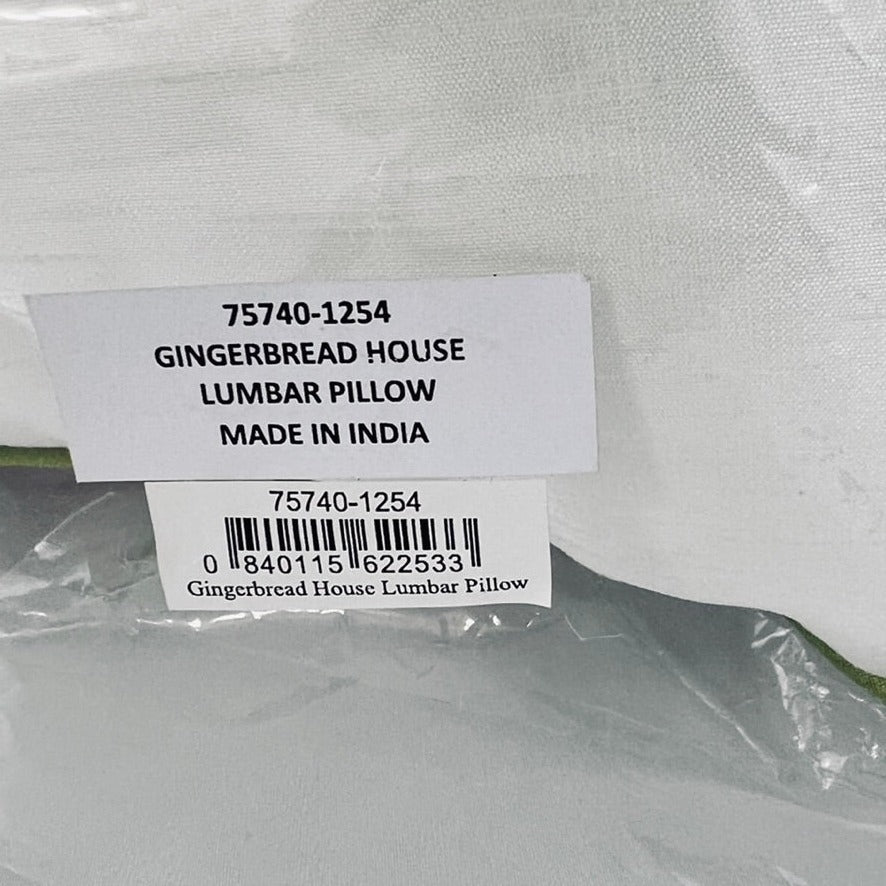 75740-1254
GINGERBREAD HOUSE
LUMBAR PILLOW
MADE IN INDIA
75740-1254
0 840115 622533
Gingerbread House Lumbar Pillow